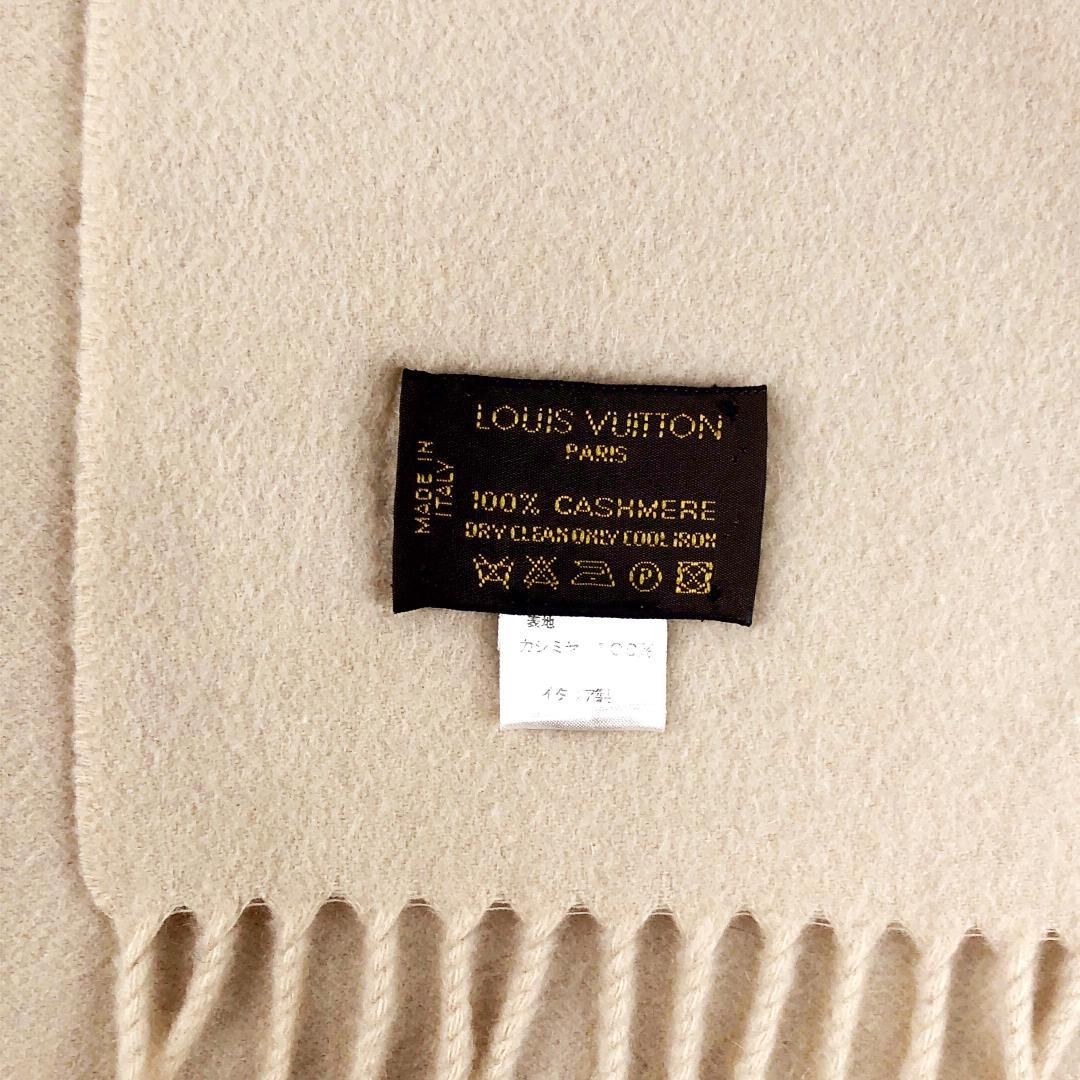 LOUIS VUITTON
PARIS
MADE IN
ITALY
100% CASHMERE
DRY CLEAN ONLY COOL IRON
P
表地
カシミヤ 100%
イタリア製